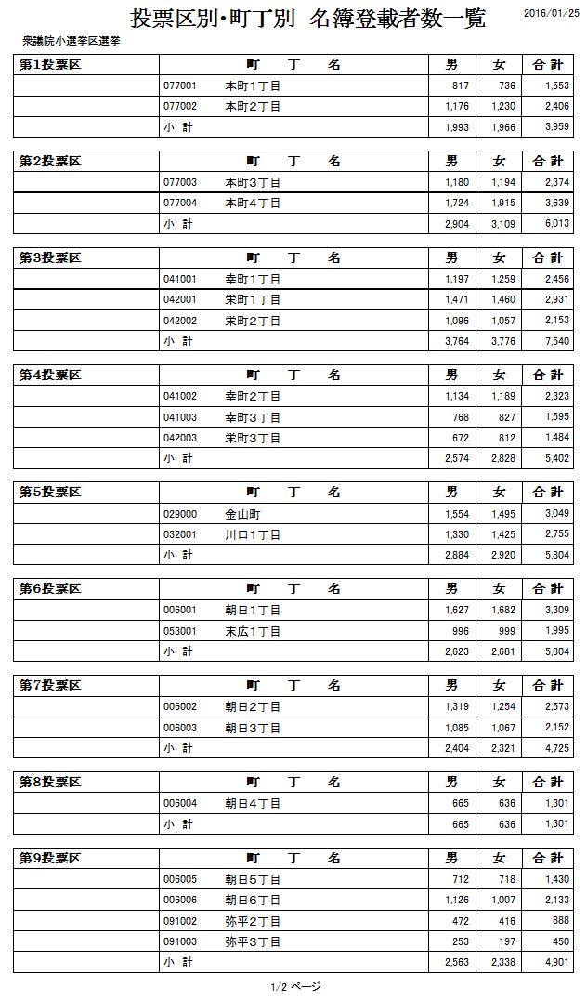 投票区別・町丁別 名簿登載者数一覧 2016/01/25
衆議院小選挙区選挙
第1投票区 町 丁 名 男 女 合 計
077001 本町1丁目 817 736 1,553
077002 本町2丁目 1,176 1,230 2,406
小 計 1,993 1,966 3,959
第2投票区 町 丁 名 男 女 合 計
077003 本町3丁目 1,180 1,194 2,374
077004 本町4丁目 1,724 1,915 3,639
小 計 2,904 3,109 6,013
第3投票区 町 丁 名 男 女 合 計
041001 幸町1丁目 1,197 1,259 2,456
042001 栄町1丁目 1,471 1,460 2,931
042002 栄町2丁目 1,096 1,057 2,153
小 計 3,764 3,776 7,540
第4投票区 町 丁 名 男 女 合 計
041002 幸町2丁目 1,134 1,189 2,323
041003 幸町3丁目 768 827 1,595
042003 栄町3丁目 672 812 1,484
小 計 2,574 2,828 5,402
第5投票区 町 丁 名 男 女 合 計
029000 金山町 1,554 1,495 3,049
032001 川口1丁目 1,330 1,425 2,755
小 計 2,884 2,920 5,804
第6投票区 町 丁 名 男 女 合 計
006001 朝日1丁目 1,627 1,682 3,309
053001 末広1丁目 996 999 1,995
小 計 2,623 2,681 5,304
第7投票区 町 丁 名 男 女 合 計
006002 朝日2丁目 1,319 1,254 2,573
006003 朝日3丁目 1,085 1,067 2,152
小 計 2,404 2,321 4,725
第8投票区 町 丁 名 男 女 合 計
006004 朝日4丁目 665 636 1,301
小 計 665 636 1,301
第9投票区 町 丁 名 男 女 合 計
006005 朝日5丁目 712 718 1,430
006006 朝日6丁目 1,126 1,007 2,133
091002 弥平2丁目 472 416 888
091003 弥平3丁目 253 197 450
小 計 2,563 2,338 4,901
1/2 ページ